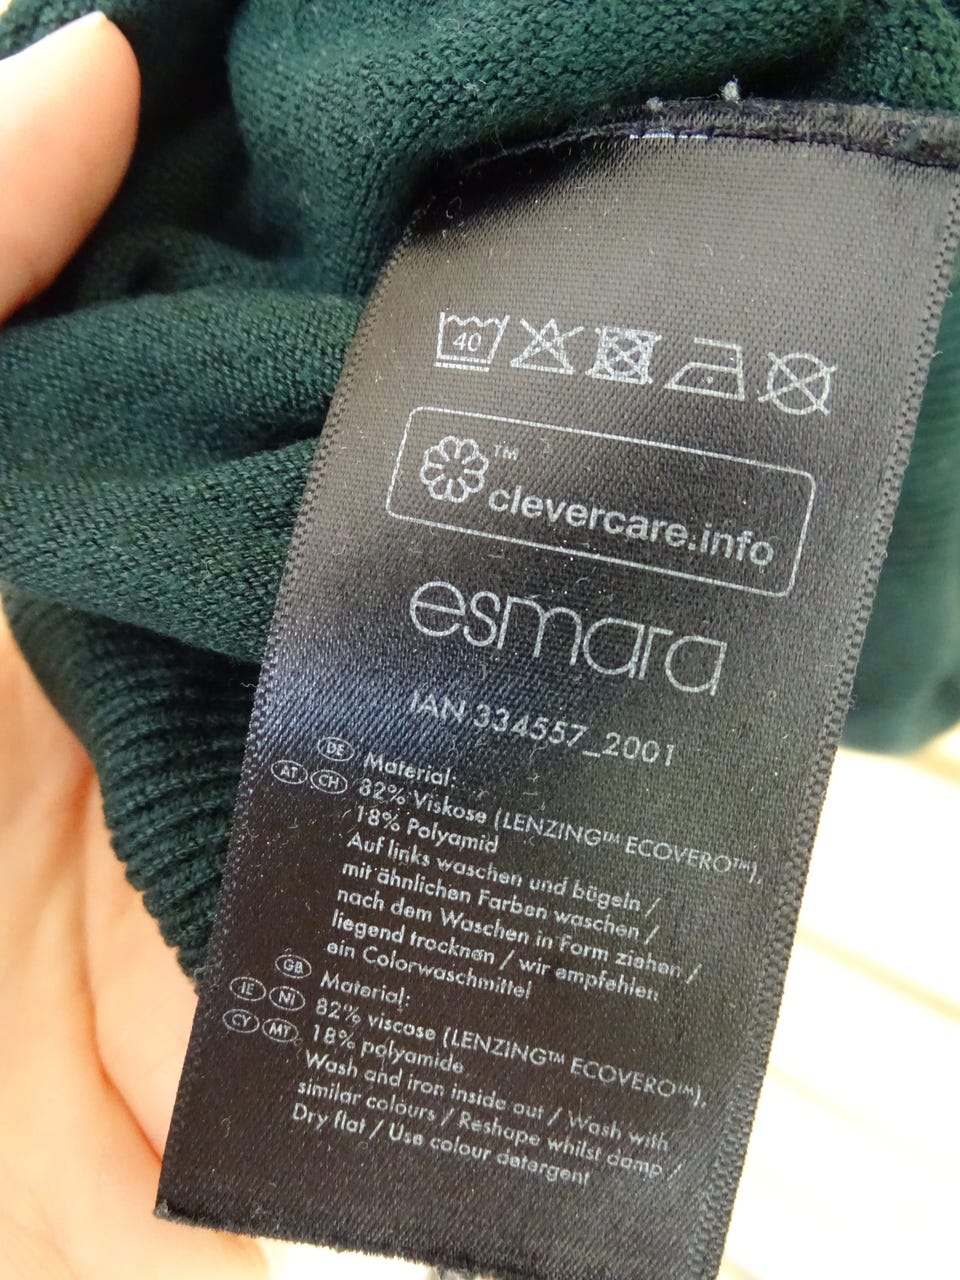 40
™
clevercare.info
esmara
IAN 334557_2001
DE Material:
AT CH 82% Viskose (LENZING™ ECOVERO™),
18% Polyamid
Auf links waschen und bügeln /
mit ähnlichen Farben waschen /
nach dem Waschen in Form ziehen /
liegend trocknen / wir empfehlen
ein Colorwaschmittel
GB Material:
IE NI 82% viscose (LENZING™ ECOVERO™),
CY MT 18% polyamide
Wash and iron inside out / Wash with
similar colours / Reshape whilst damp /
Dry flat / Use colour detergent